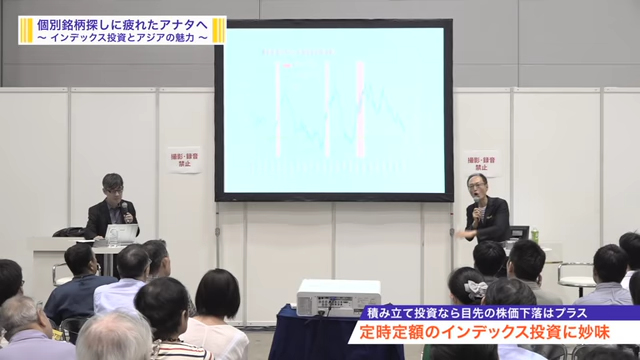 個別銘柄探しに疲れたアナタへ
～ インデックス投資とアジアの魅力 ～
撮影・録音
禁止
撮影・録音
禁止
積み立て投資なら目先の株価下落はプラス
定時定額のインデックス投資に妙味